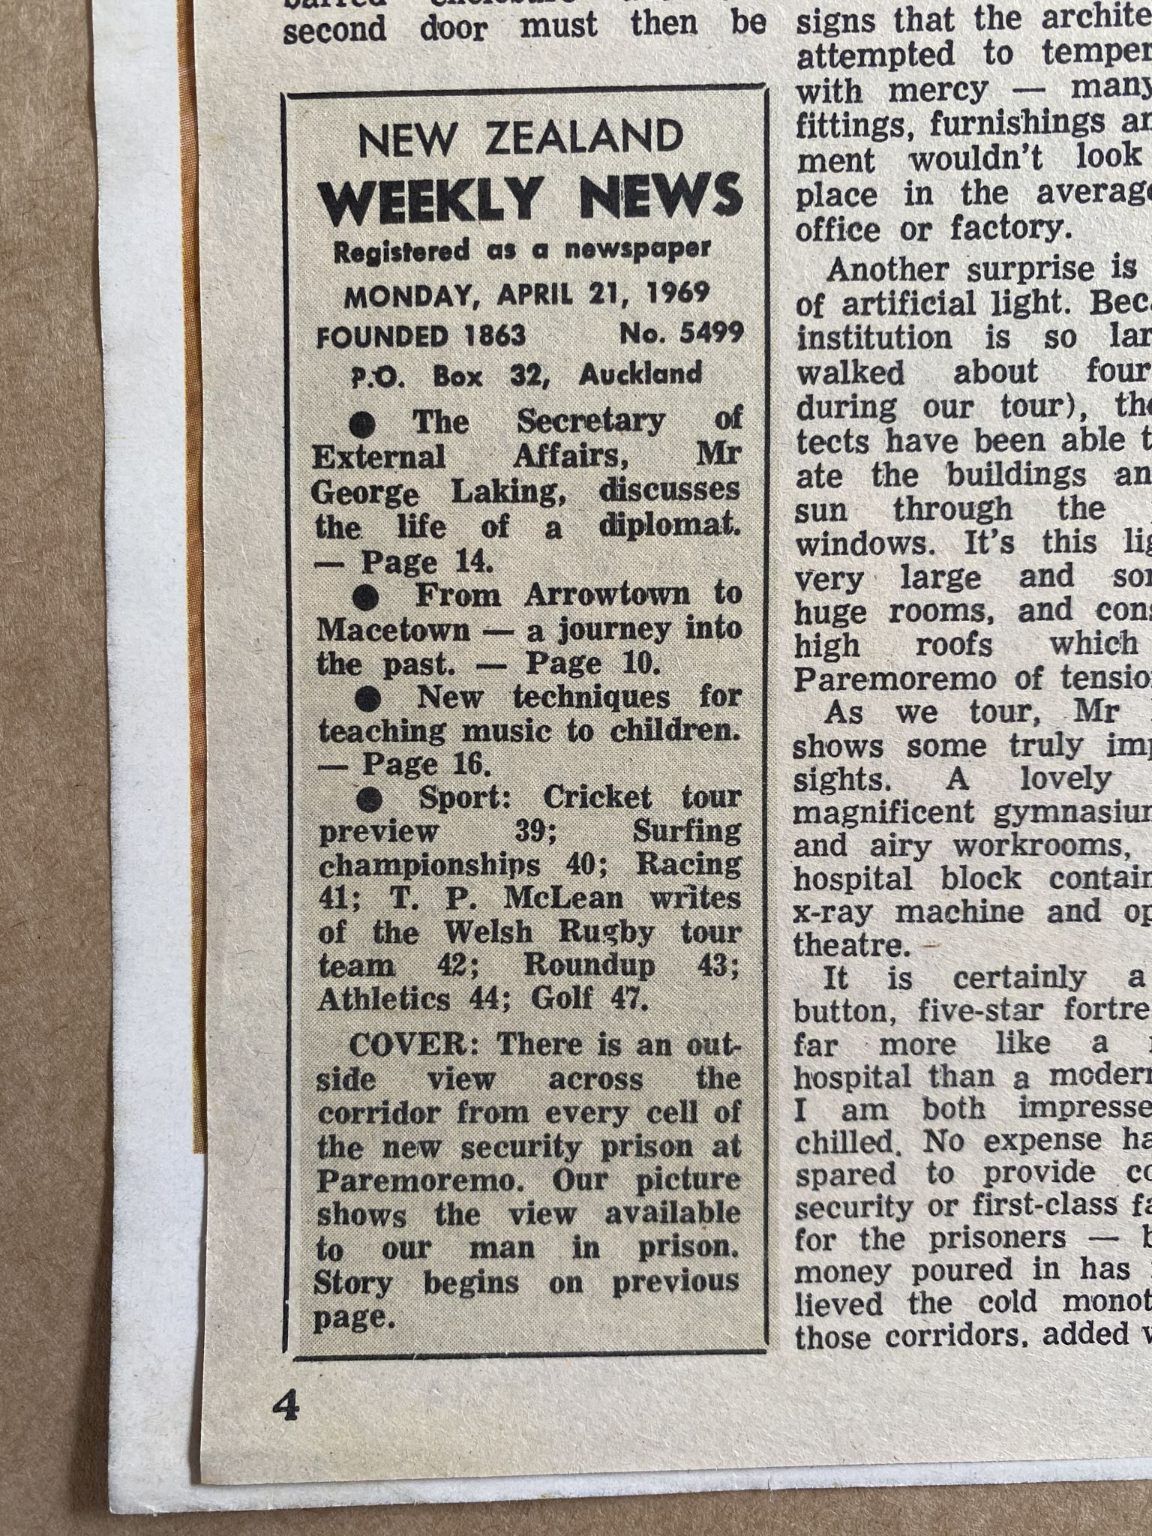 second door must then be
NEW ZEALAND
WEEKLY NEWS
Registered as a newspaper
MONDAY, APRIL 21, 1969
FOUNDED 1863 No. 5499
P.O. Box 32, Auckland
● The Secretary of
External Affairs, Mr
George Laking, discusses
the life of a diplomat.
— Page 14.
● From Arrowtown to
Macetown — a journey into
the past. — Page 10.
● New techniques for
teaching music to children.
— Page 16.
● Sport: Cricket tour
preview 39; Surfing
championships 40; Racing
41; T. P. McLean writes
of the Welsh Rugby tour
team 42; Roundup 43;
Athletics 44; Golf 47.
COVER: There is an out-
side view across the
corridor from every cell of
the new security prison at
Paremoremo. Our picture
shows the view available
to our man in prison.
Story begins on previous
page.
4
signs that the archite
attempted to temper
with mercy — many
fittings, furnishings an
ment wouldn't look
place in the average
office or factory.
Another surprise is
of artificial light. Beca
institution is so lar
walked about four
during our tour), the
tects have been able t
ate the buildings an
sun through the
windows. It's this lig
very large and som
huge rooms, and cons
high roofs which
Paremoremo of tensio
As we tour, Mr
shows some truly imp
sights. A lovely
magnificent gymnasium
and airy workrooms,
hospital block contain
x-ray machine and op
theatre.
It is certainly a
button, five-star fortre
far more like a
hospital than a modern
I am both impresse
chilled. No expense ha
spared to provide co
security or first-class fa
for the prisoners — b
money poured in has
lieved the cold monot
those corridors, added